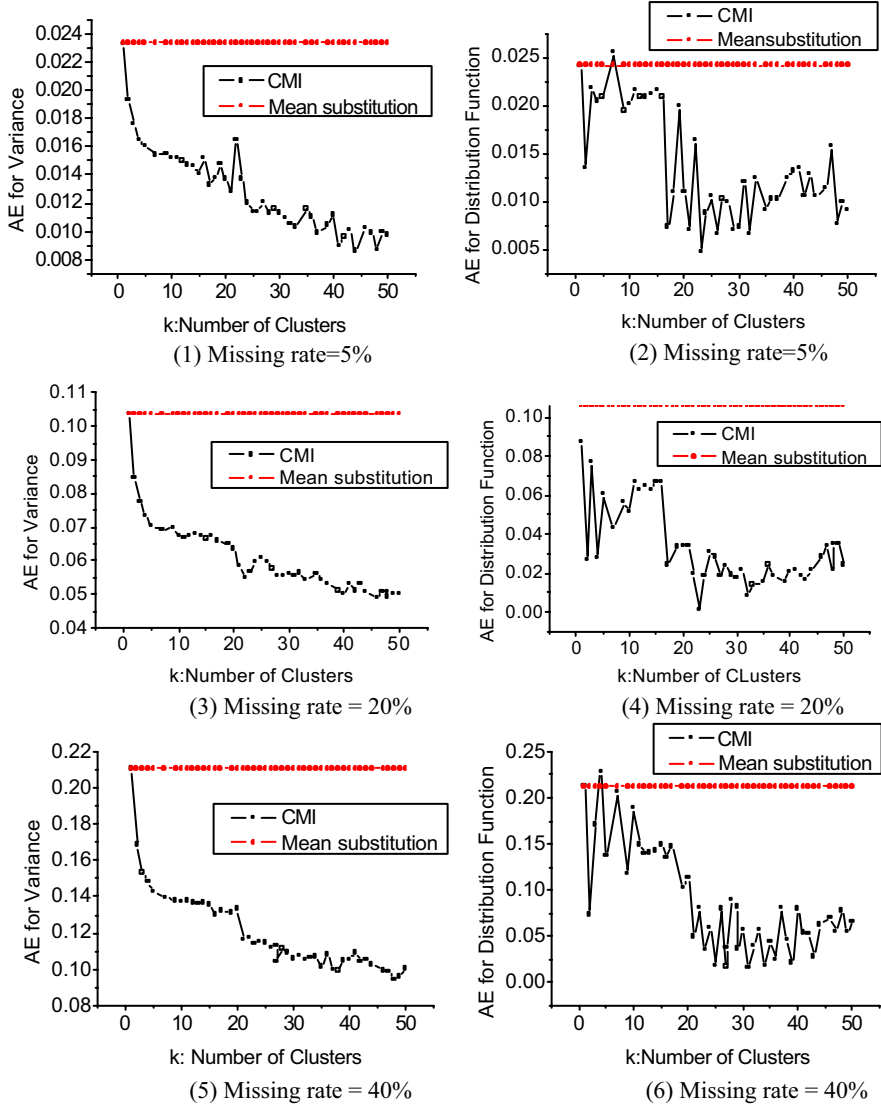 CMI
Mean substitution
0.024
0.022
0.020
0.018
0.016
0.014
0.012
0.010
0.008
AE for Variance
0 10 20 30 40 50
k:Number of Clusters
(1) Missing rate=5%
CMI
Meansubstitution
0.025
0.020
0.015
0.010
0.005
AE for Distribution Function
0 10 20 30 40 50
k:Number of Clusters
(2) Missing rate=5%
0.11
0.10
0.09
0.08
0.07
0.06
0.05
0.04
AE for Variance
CMI
Mean substitution
0 10 20 30 40 50
k:Number of Clusters
(3) Missing rate = 20%
0.10
0.08
0.06
0.04
0.02
0.00
AE for Distribution Function
CMI
Mean substitution
0 10 20 30 40 50
k:Number of CLusters
(4) Missing rate = 20%
0.22
0.20
0.18
0.16
0.14
0.12
0.10
0.08
AE for Variance
CMI
Mean substitution
0 10 20 30 40 50
k: Number of Clusters
(5) Missing rate = 40%
CMI
Mean substitution
0.25
0.20
0.15
0.10
0.05
0.00
AE for Distribution Function
0 10 20 30 40 50
k:Number of Clusters
(6) Missing rate = 40%